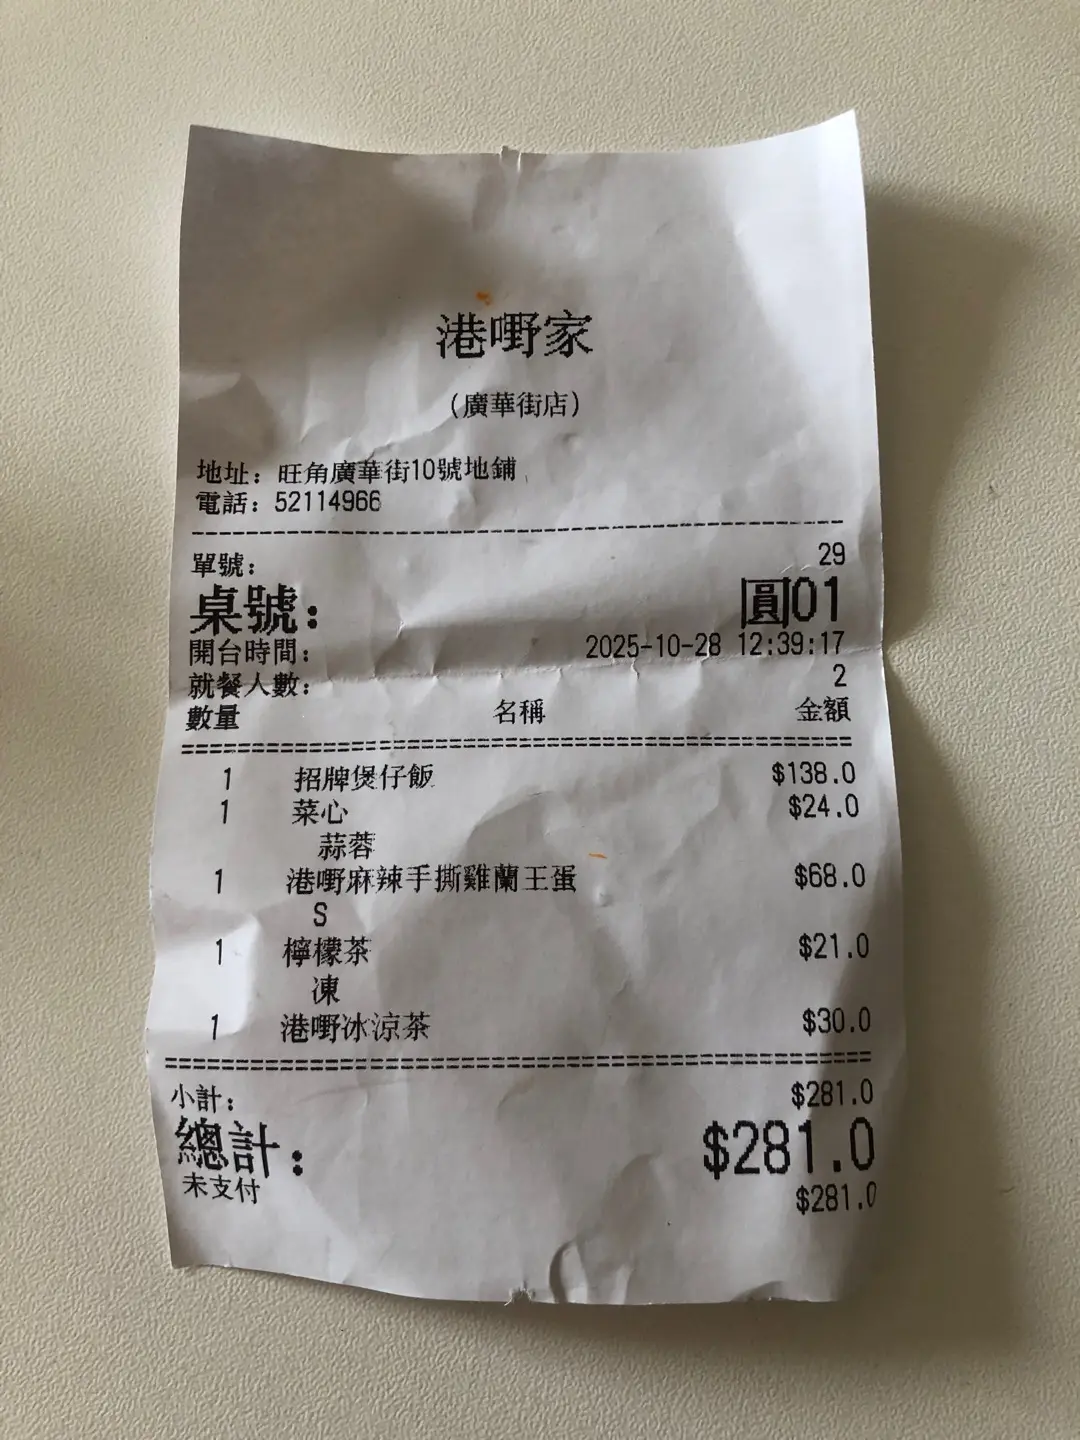 港嘢家
(廣華街店)
地址: 旺角廣華街10號地鋪
電話: 52114966
單號: 29
桌號: 圓01
開台時間: 2025-10-28 12:39:17
就餐人數: 2
數量 名稱 金額
1 招牌煲仔飯 $138.0
1 菜心 $24.0
蒜蓉
1 港嘢麻辣手撕雞蘭王蛋 $68.0
S
1 檸檬茶 $21.0
凍
1 港嘢冰涼茶 $30.0
小計: $281.0
總計: $281.0
未支付 $281.0